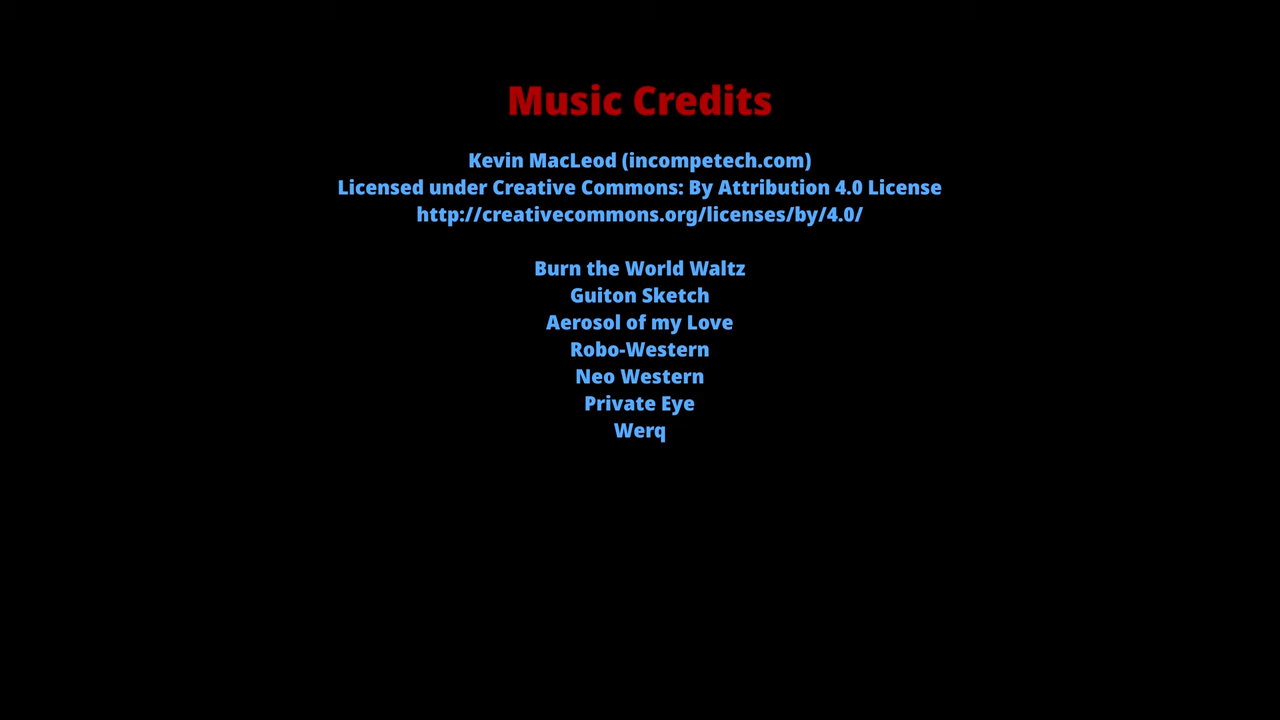 Music Credits
Kevin MacLeod (incompetech.com)
Licensed under Creative Commons: By Attribution 4.0 License
http://creativecommons.org/licenses/by/4.0/
Burn the World Waltz
Guiton Sketch
Aerosol of my Love
Robo-Western
Neo Western
Private Eye
Werq